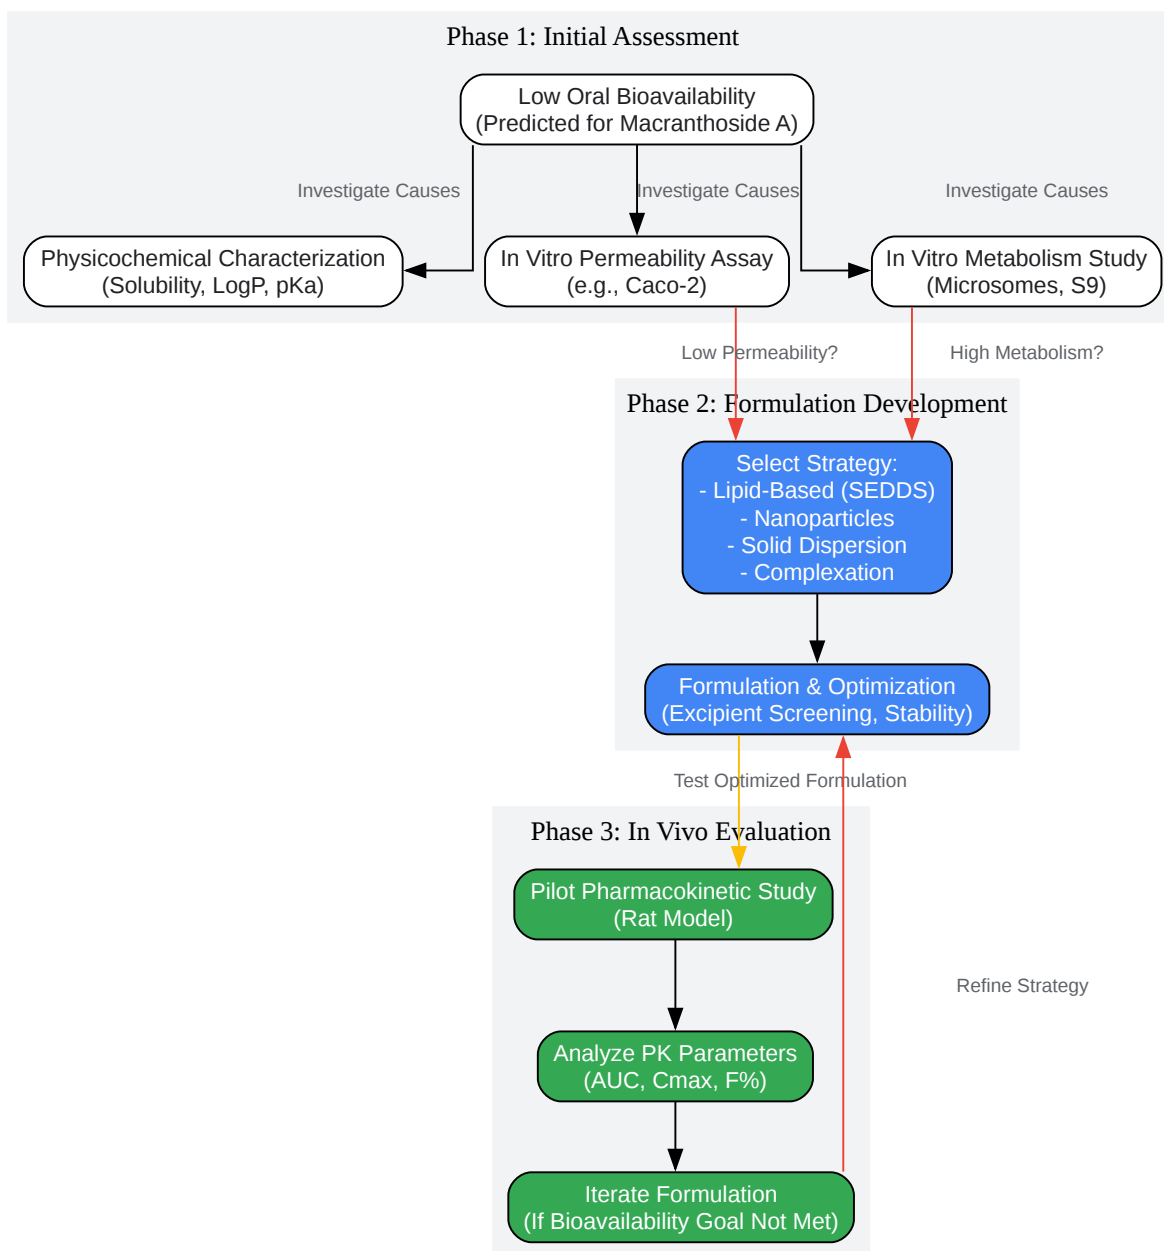 Phase 1: Initial Assessment
Low Oral Bioavailability
(Predicted for Macranthoside A)
Investigate Causes
Investigate Causes
Investigate Causes
Physicochemical Characterization
(Solubility, LogP, pKa)
In Vitro Permeability Assay
(e.g., Caco-2)
In Vitro Metabolism Study
(Microsomes, S9)
Low Permeability?
High Metabolism?
Phase 2: Formulation Development
Select Strategy:
- Lipid-Based (SEDDS)
- Nanoparticles
- Solid Dispersion
- Complexation
Formulation & Optimization
(Excipient Screening, Stability)
Test Optimized Formulation
Phase 3: In Vivo Evaluation
Pilot Pharmacokinetic Study
(Rat Model)
Refine Strategy
Analyze PK Parameters
(AUC, Cmax, F%)
Iterate Formulation
(If Bioavailability Goal Not Met)